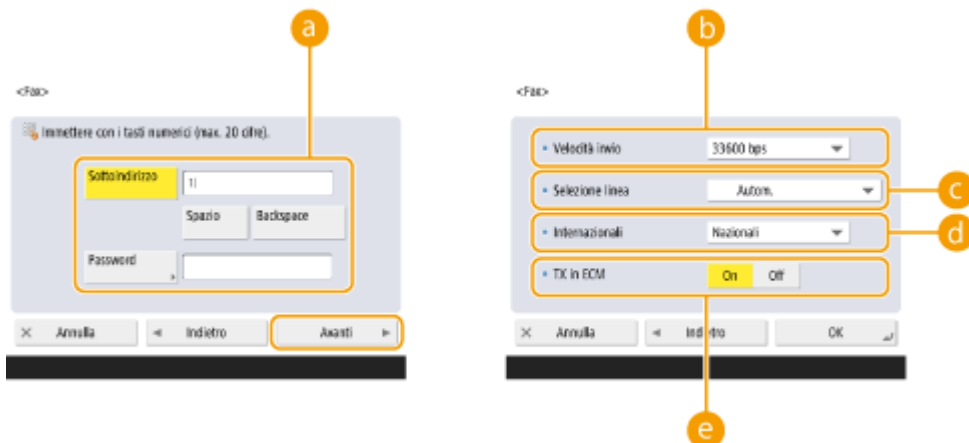 a
<Fax>
Immettere con i tasti numerici (max. 20 cifre).
Sottoindirizzo
1
Spazio
Backspace
Password
Annulla
Indietro
Avanti
b
<Fax>
Velocità invio
33600 bps
Selezione linea
Autom.
c
Internazionali
Nazionali
d
TX in ECM
On
Off
Annulla
Indietro
OK
e